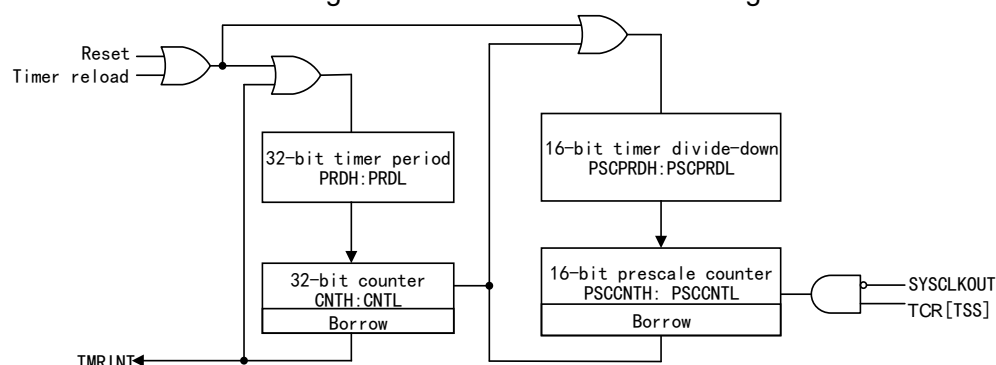 Reset
Timer reload
32-bit timer period
PRDH:PRDL
16-bit timer divide-down
PSCPRDH:PSCPRDL
32-bit counter
CNTH:CNTL
Borrow
16-bit prescale counter
PSCCNTH: PSCCNTL
Borrow
SYSCLKOUT
TCR[TSS]
TMRINT